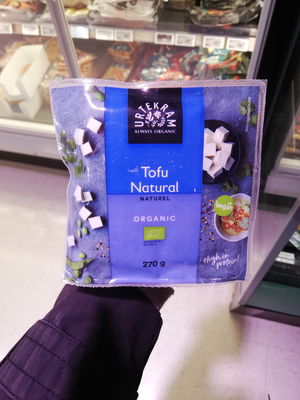 URTEKRAM
ALWAYS ORGANIC
Tofu
Natural
NATUREL
ORGANIC
Vegan
270 g
High in
protein!